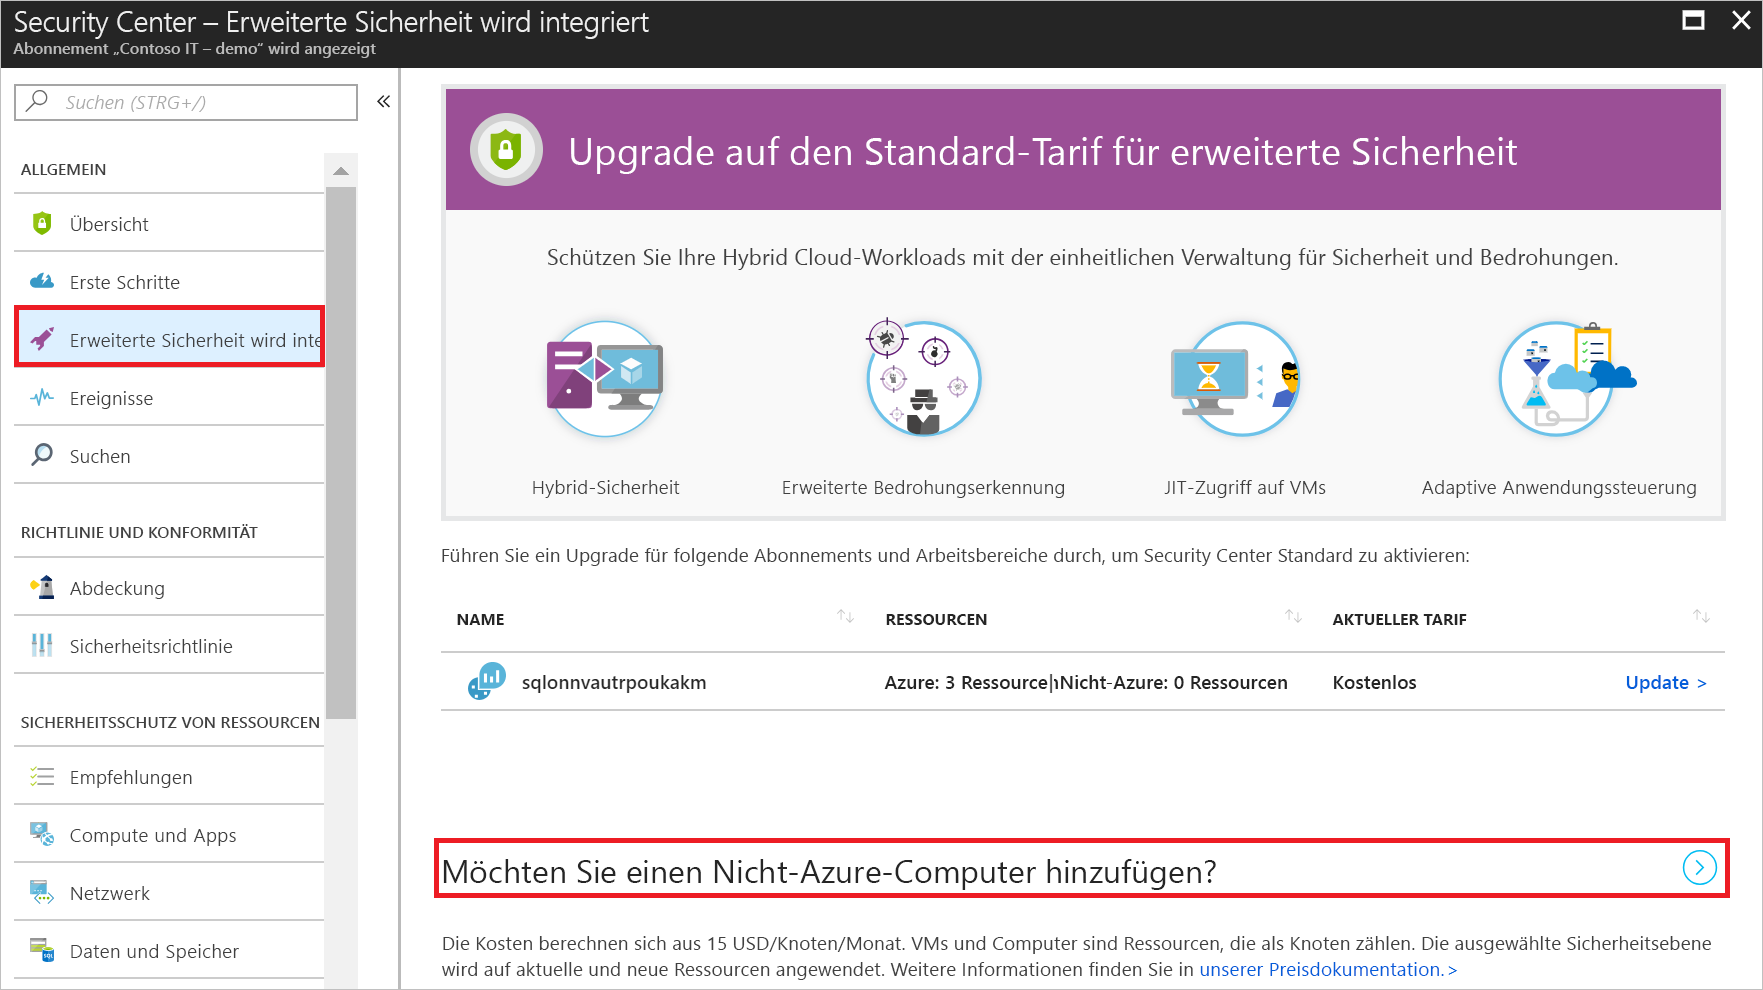 Security Center – Erweiterte Sicherheit wird integriert
Abonnement „Contoso IT – demo“ wird angezeigt
Suchen (STRG+/)
ALLGEMEIN
Übersicht
Erste Schritte
Erweiterte Sicherheit wird inte
Ereignisse
Suchen
RICHTLINIE UND KONFORMITÄT
Abdeckung
Sicherheitsrichtlinie
SICHERHEITSSCHUTZ VON RESSOURCEN
Empfehlungen
Compute und Apps
Netzwerk
Daten und Speicher
Upgrade auf den Standard-Tarif für erweiterte Sicherheit
Schützen Sie Ihre Hybrid Cloud-Workloads mit der einheitlichen Verwaltung für Sicherheit und Bedrohungen.
Hybrid-Sicherheit
Erweiterte Bedrohungserkennung
JIT-Zugriff auf VMs
Adaptive Anwendungssteuerung
Führen Sie ein Upgrade für folgende Abonnements und Arbeitsbereiche durch, um Security Center Standard zu aktivieren:
NAME RESSOURCEN AKTUELLER TARIF
sqlonnvautrpoukakm Azure: 3 Ressource|Nicht-Azure: 0 Ressourcen Kostenlos Update >
Möchten Sie einen Nicht-Azure-Computer hinzufügen?
Die Kosten berechnen sich aus 15 USD/Knoten/Monat. VMs und Computer sind Ressourcen, die als Knoten zählen. Die ausgewählte Sicherheitsebene
wird auf aktuelle und neue Ressourcen angewendet. Weitere Informationen finden Sie in unserer Preisdokumentation. >